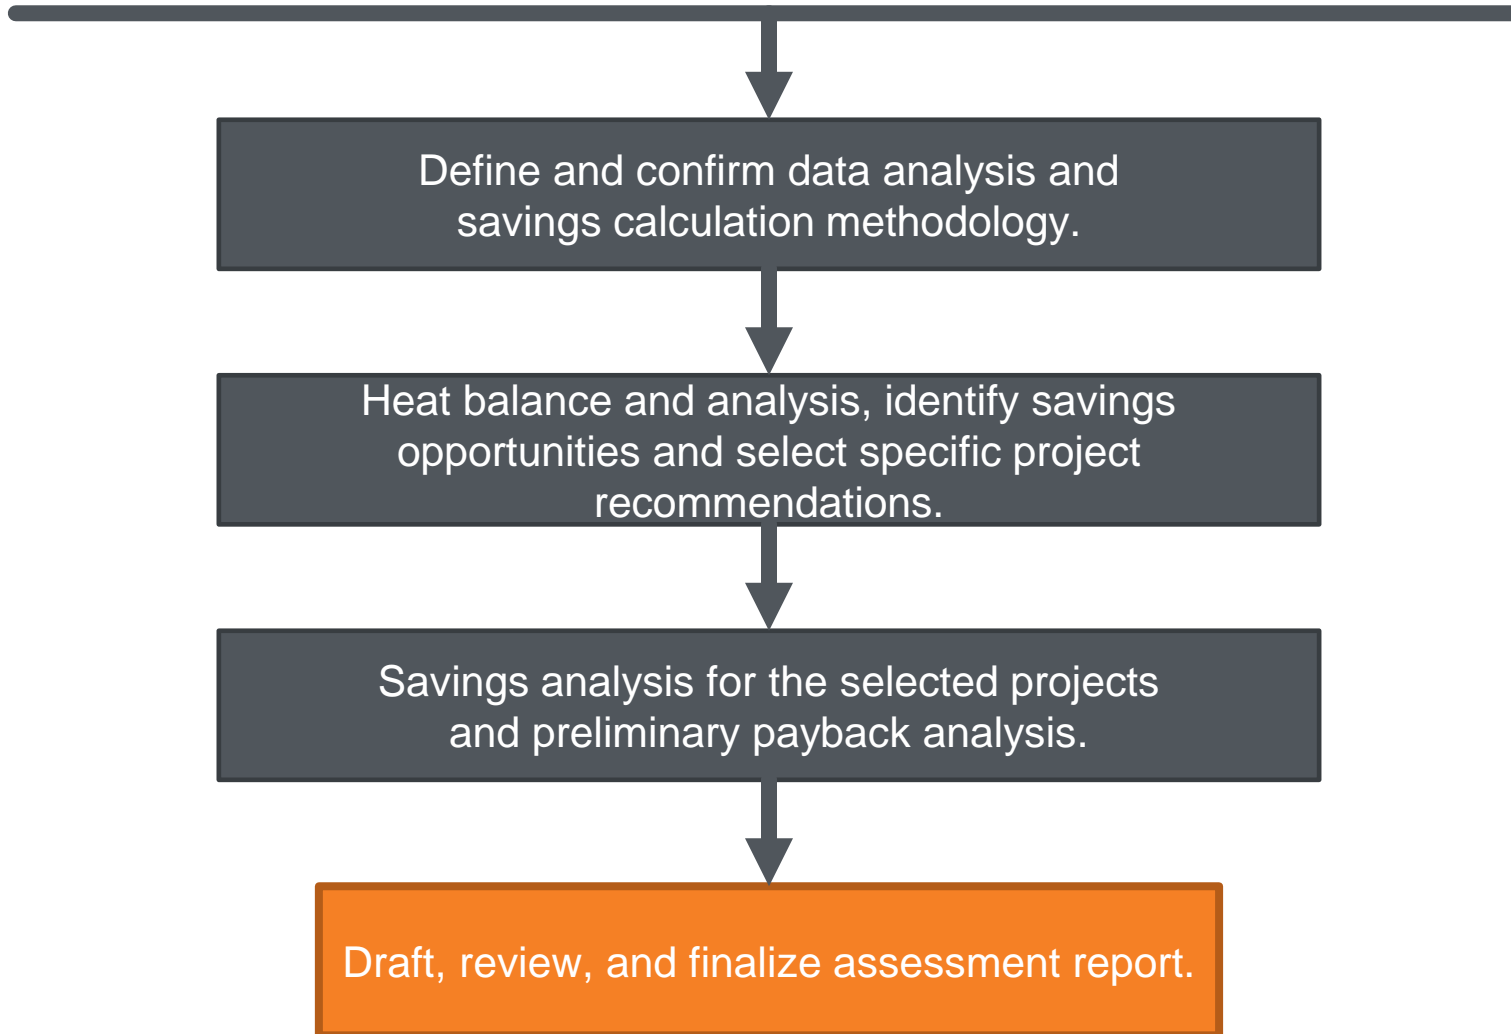 Define and confirm data analysis and
savings calculation methodology.
Heat balance and analysis, identify savings
opportunities and select specific project
recommendations.
Savings analysis for the selected projects
and preliminary payback analysis.
Draft, review, and finalize assessment report.